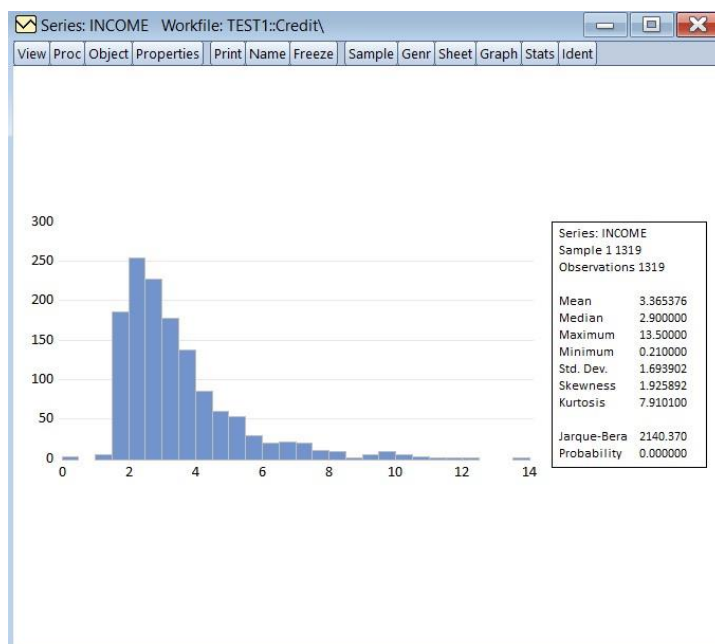 Series: INCOME Workfile: TEST1::Credit\
View Proc Object Properties Print Name Freeze Sample Genr Sheet Graph Stats Ident
300
250
200
150
100
50
0
0 2 4 6 8 10 12 14
Series: INCOME
Sample 1 1319
Observations 1319
Mean 3.365376
Median 2.900000
Maximum 13.50000
Minimum 0.210000
Std. Dev. 1.693902
Skewness 1.925892
Kurtosis 7.910100
Jarque-Bera 2140.370
Probability 0.000000